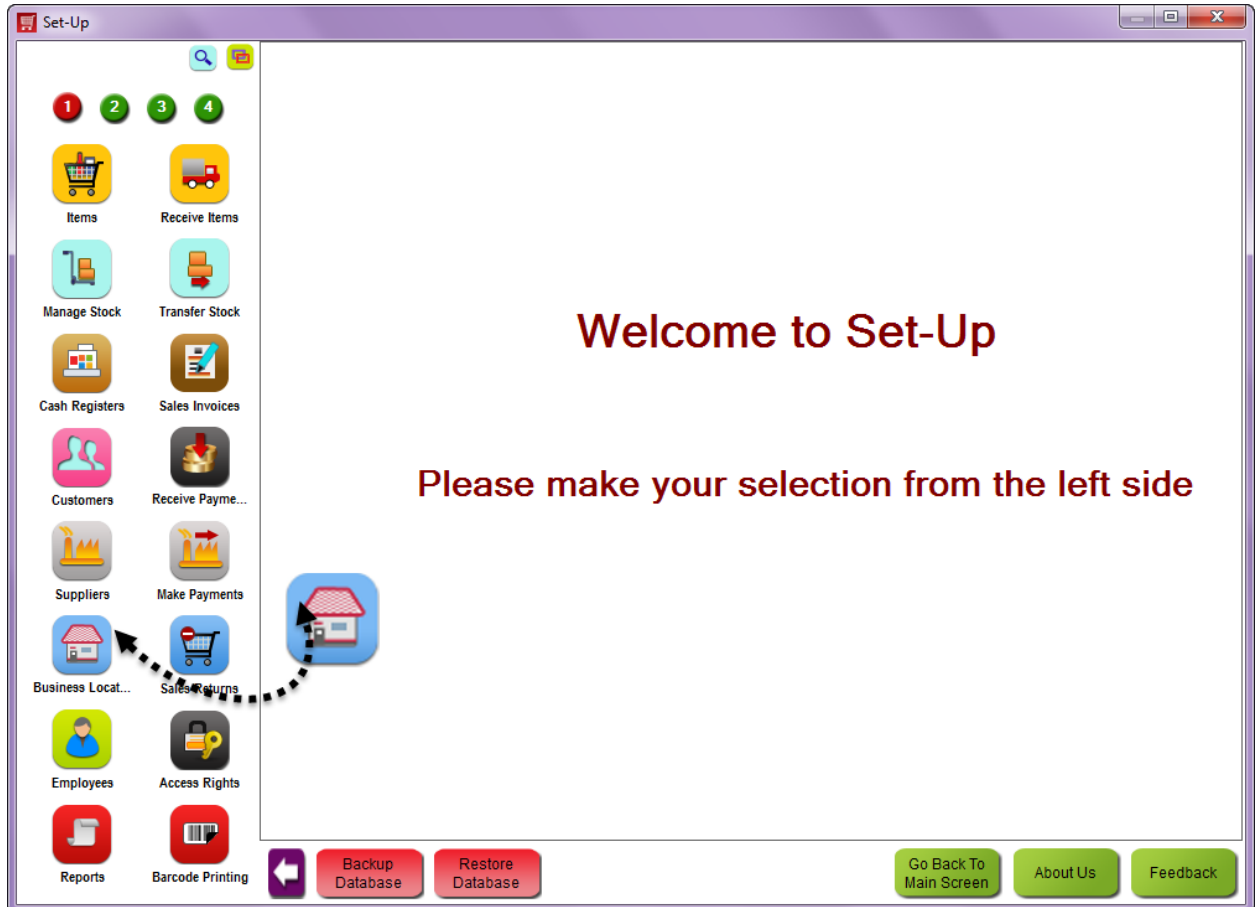 Set-Up
1 2 3 4
Items Receive Items
Manage Stock Transfer Stock
Cash Registers Sales Invoices
Customers Receive Payme...
Suppliers Make Payments
Business Locat... Sales Returns
Employees Access Rights
Reports Barcode Printing
Welcome to Set-Up
Please make your selection from the left side
Backup
Database
Restore
Database
Go Back To
Main Screen
About Us
Feedback